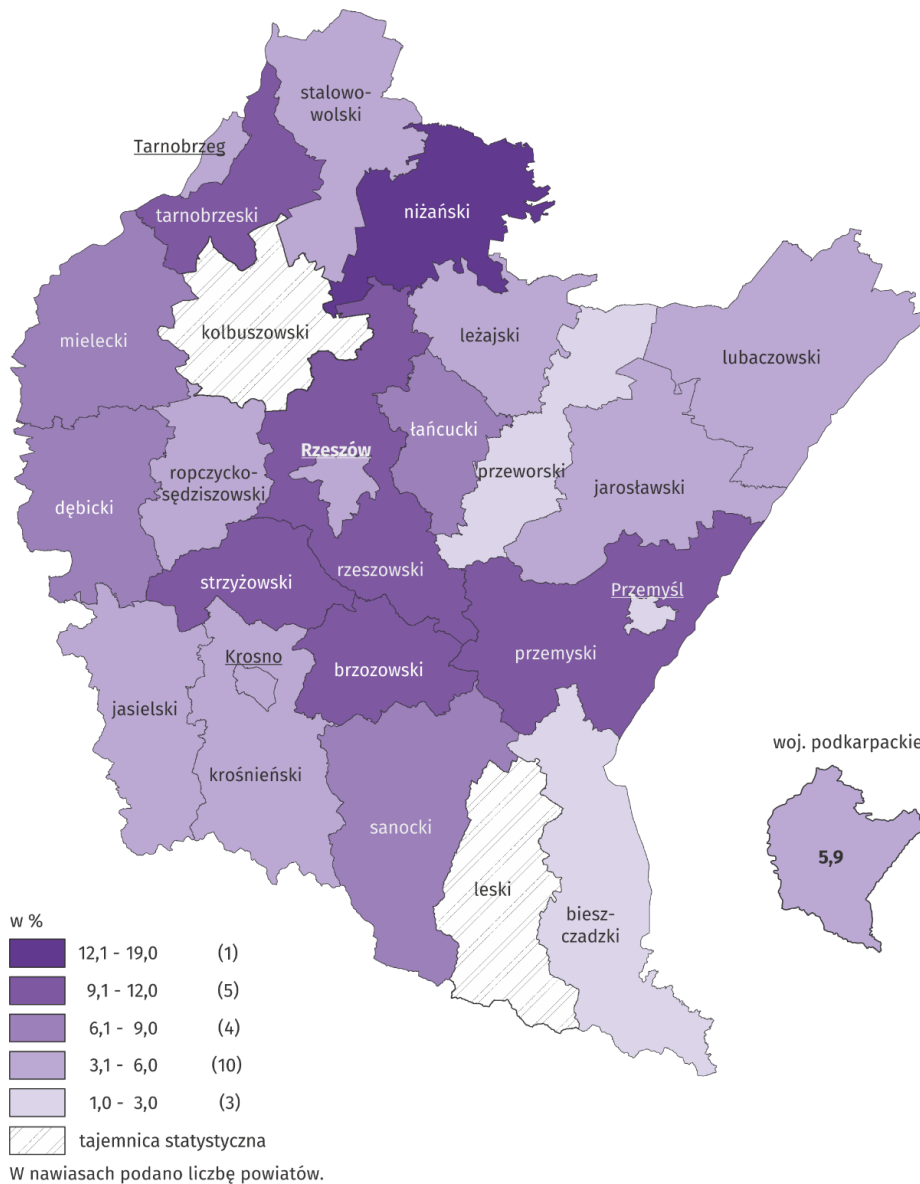 stalowo-
wolski
Tarnobrzeg
tarnobrzeski
niżański
kolbuszowski
mielecki
leżajski
lubaczowski
łańcucki
Rzeszów
ropczycko-
sędziszowski
przeworski
jarosławski
dębicki
rzeszowski
strzyżowski
Przemyśl
przemyski
Krosno
brzozowski
jasielski
krośnieński
woj. podkarpackie
sanocki
5,9
leski
biesz-
czadzki
w %
12,1 - 19,0 (1)
9,1 - 12,0 (5)
6,1 - 9,0 (4)
3,1 - 6,0 (10)
1,0 - 3,0 (3)
tajemnica statystyczna
W nawiasach podano liczbę powiatów.